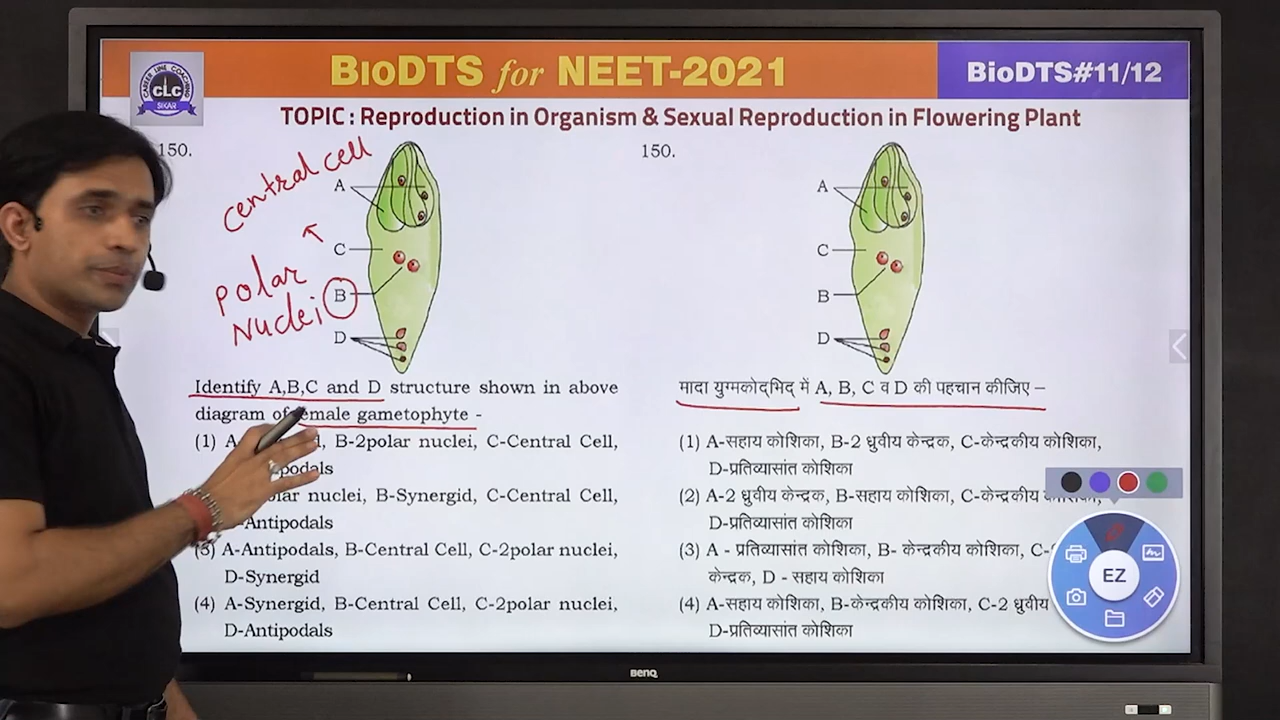 BIODTS for NEET-2021
BioDTS#11/12
CAREER LINE COACHING
CLC
SIKAR
TOPIC : Reproduction in Organism & Sexual Reproduction in Flowering Plant
150.
central cell
A
C
polar
Nuclei
B
D
Identify A,B,C and D structure shown in above
diagram of female gametophyte -
(1) A- B-2polar nuclei, C-Central Cell,
nuclei, B-Synergid, C-Central Cell,
-Antipodals
(3) A-Antipodals, B-Central Cell, C-2polar nuclei,
D-Synergid
(4) A-Synergid, B-Central Cell, C-2polar nuclei,
D-Antipodals
150.
A
C
B
D
मादा युग्मकोद्भिद् में A, B, C व D की पहचान कीजिए –
(1) A-सहाय कोशिका, B-2 ध्रुवीय केन्द्रक, C-केन्द्रकीय कोशिका,
D-प्रतिव्यासांत कोशिका
(2) A-2 ध्रुवीय केन्द्रक, B-सहाय कोशिका, C-केन्द्रकीय
D-प्रतिव्यासांत कोशिका
(3) A - प्रतिव्यासांत कोशिका, B- केन्द्रकीय कोशिका,
केन्द्रक, D - सहाय कोशिका
(4) A-सहाय कोशिका, B-केन्द्रकीय कोशिका, C-2 ध्रुवीय
D-प्रतिव्यासांत कोशिका
EZ
BENQ